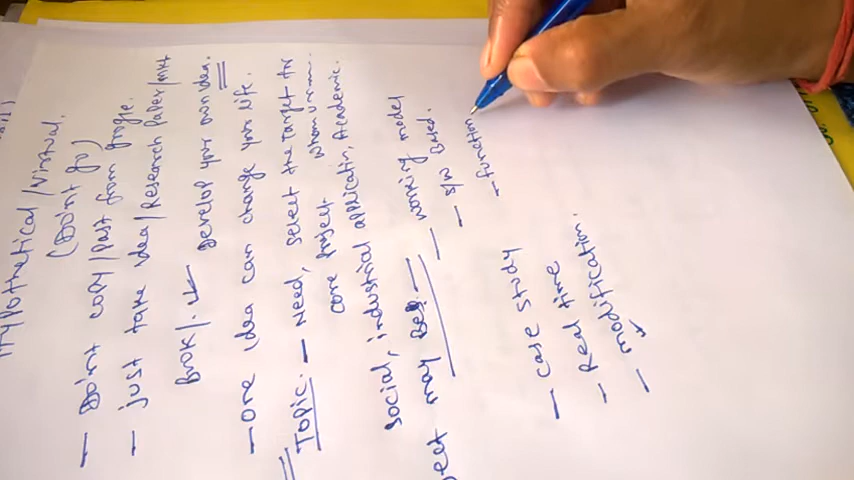 Hypothetical / Virtual.
(Don't go)
— Don't copy / Past from google.
— just take idea / Research Paper / mkt
Book /. Develop your own idea.
— one idea can change your life.
Topic. — Need, select the target for
core project whom u r m..
social, industrial application, Academic.
may be — — working model
— s/w Based.
— function
— case study
— Real time
— modification.